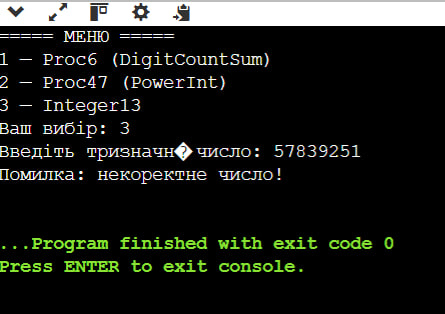 ===== МЕНЮ =====
1 — Proc6 (DigitCountSum)
2 — Proc47 (PowerInt)
3 — Integer13
Ваш вибір: 3
Введіть тризначн� число: 57839251
Помилка: некоректне число!
...Program finished with exit code 0
Press ENTER to exit console.